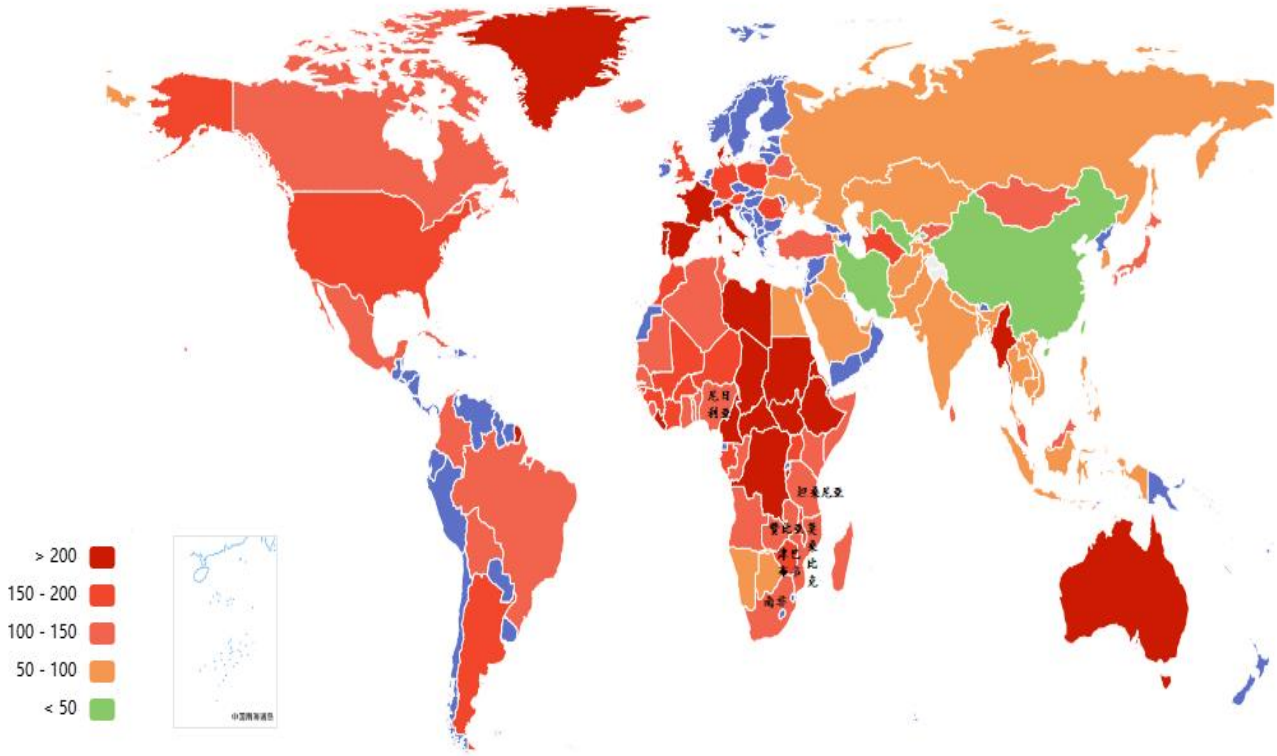 尼日
利亚
坦桑尼亚
赞比亚
莫
桑
比
克
津巴
布韦
南非
> 200
150 - 200
100 - 150
50 - 100
< 50
中国南海诸岛